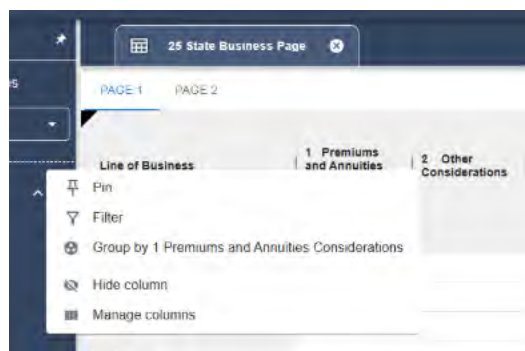 25 State Business Page
PAGE 1 PAGE 2
1 Premiums
and Annuities
2 Other
Considerations
Line of Business
Pin
Filter
Group by 1 Premiums and Annuities Considerations
Hide column
Manage columns